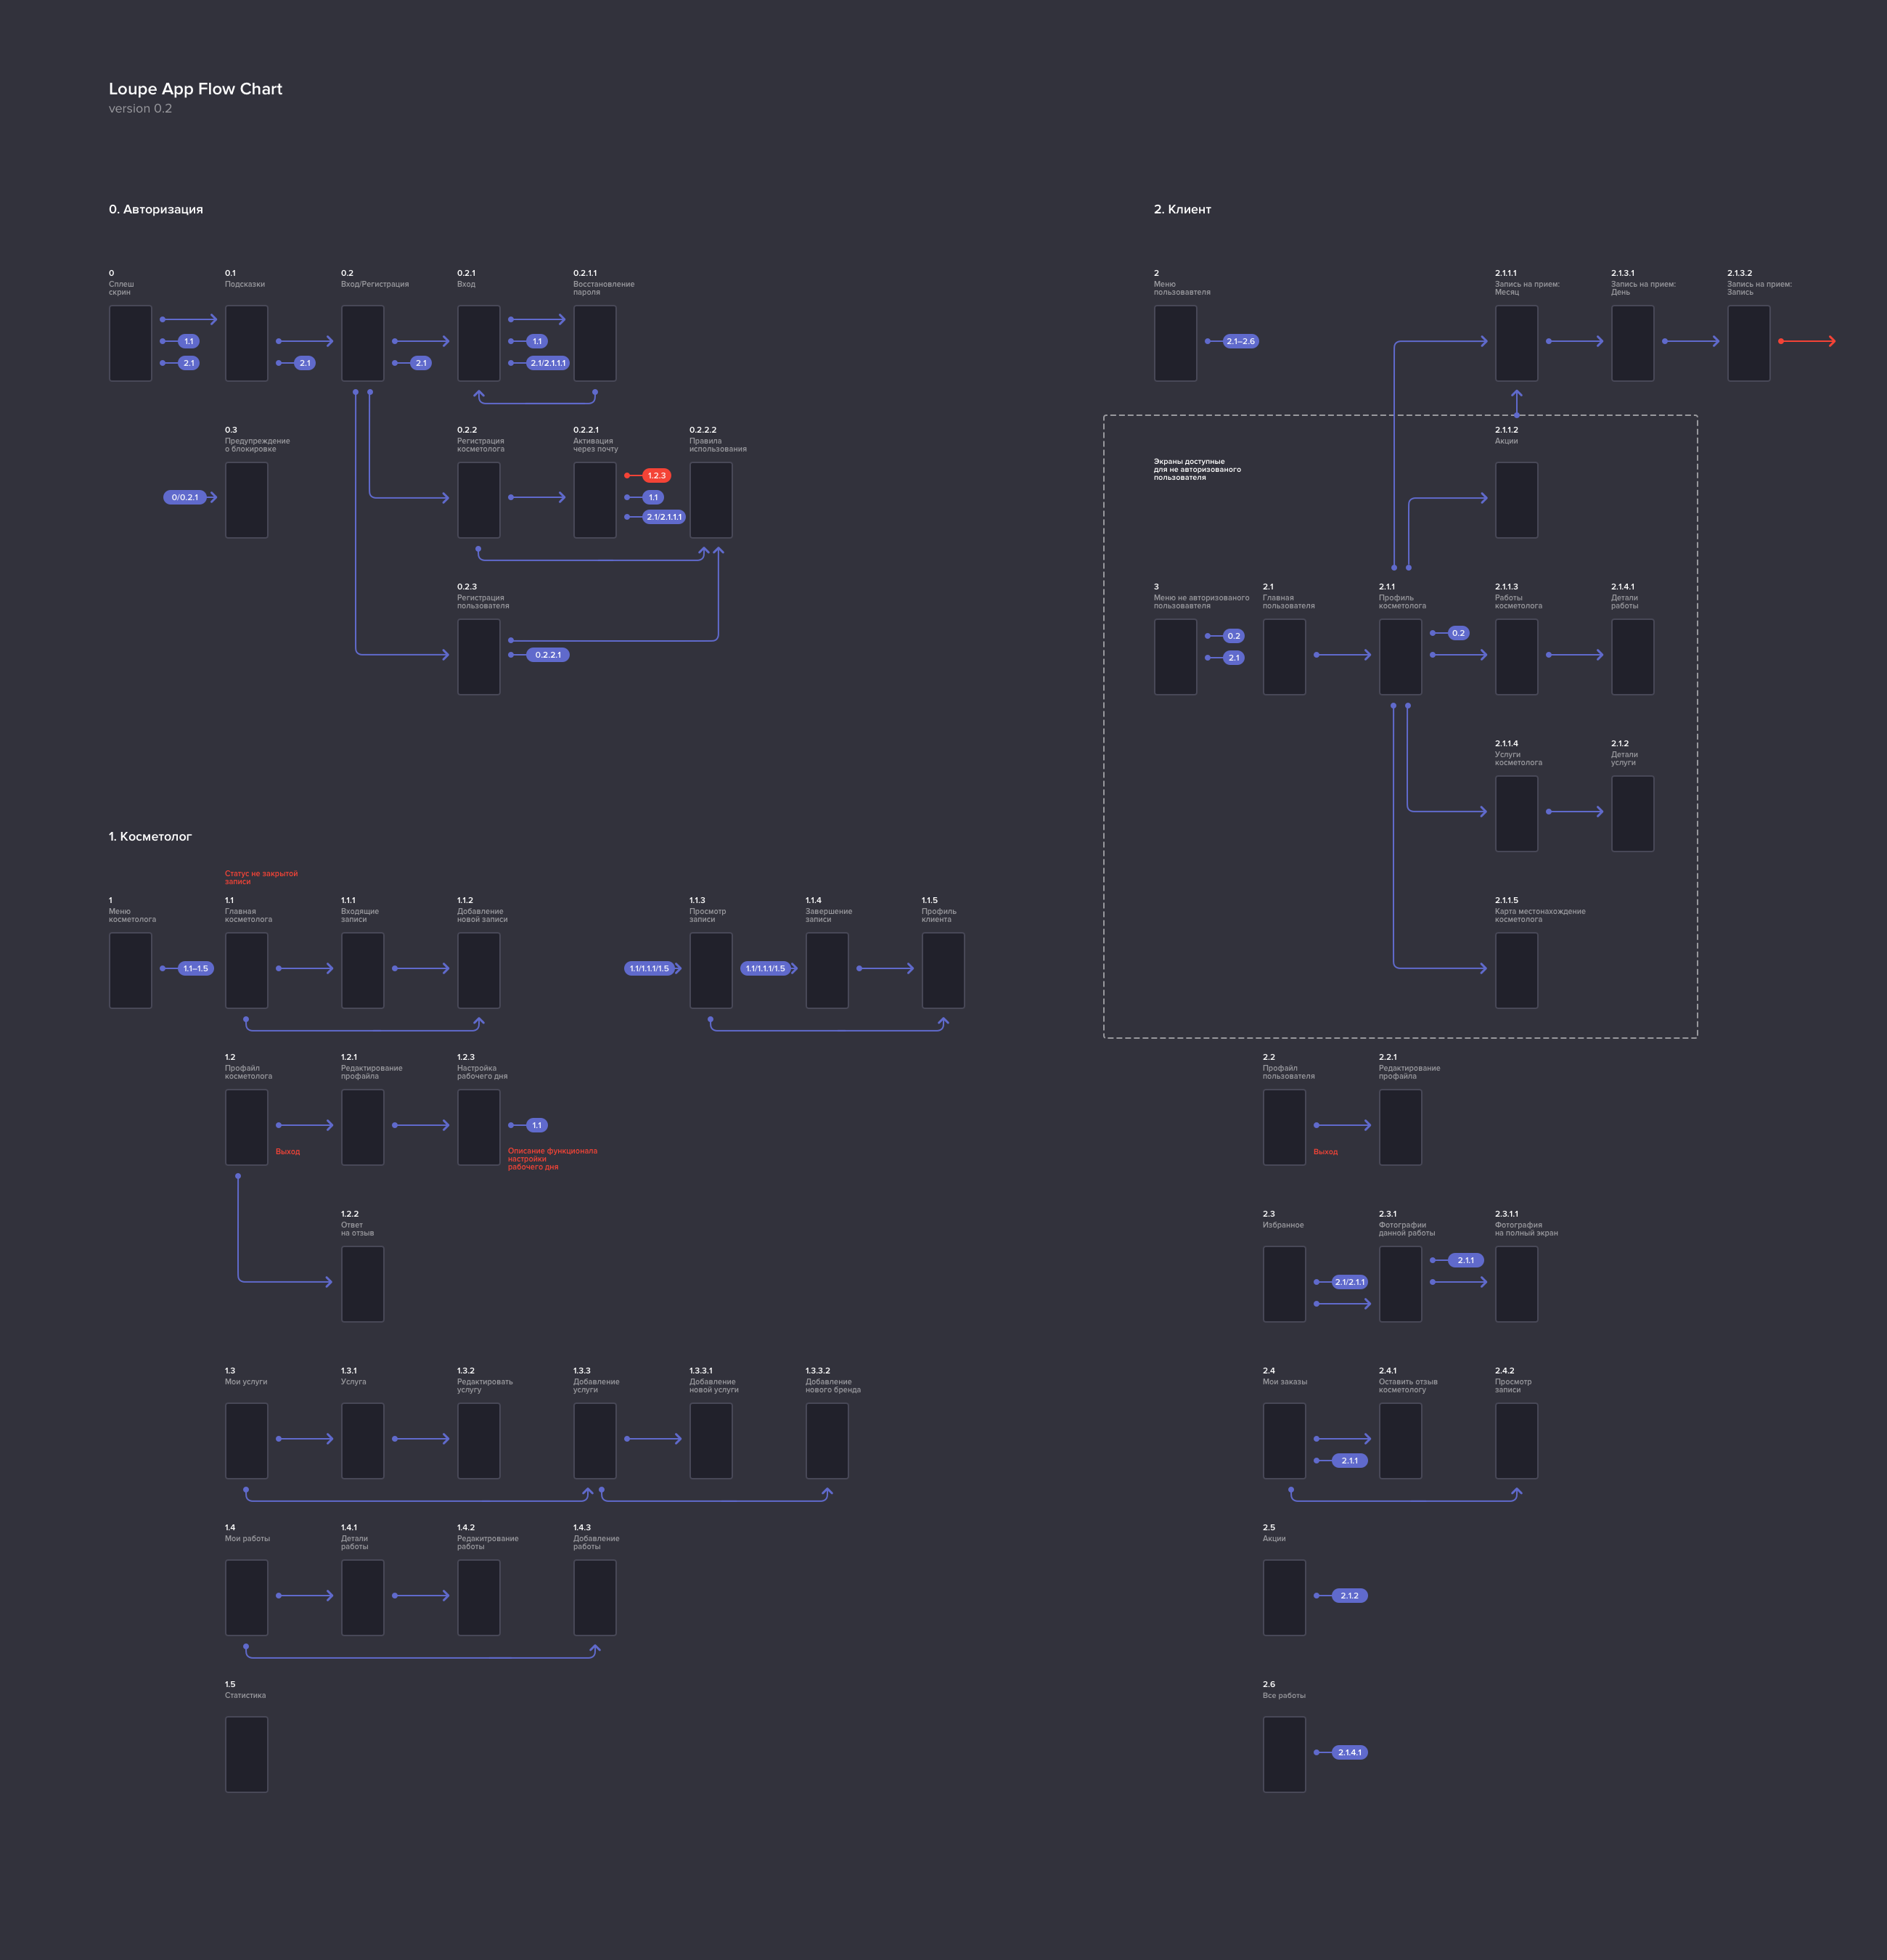 Loupe App Flow Chart
version 0.2
0. Авторизация
0
Сплеш
скрин
1.1
2.1
0.1
Подсказки
2.1
0.2
Вход/Регистрация
2.1
0.2.1
Вход
1.1
2.1/2.1.1.1
0.2.1.1
Восстановление
пароля
0.3
Предупреждение
о блокировке
0/0.2.1
0.2.2
Регистрация
косметолога
0.2.2.1
Активация
через почту
1.2.3
1.1
2.1/2.1.1.1
0.2.2.2
Правила
использования
0.2.3
Регистрация
пользователя
0.2.2.1
1. Косметолог
Статус не закрытой
записи
1
Меню
косметолога
1.1–1.5
1.1
Главная
косметолога
1.1.1
Входящие
записи
1.1.2
Добавление
новой записи
1.1/1.1.1/1.5
1.1.3
Просмотр
записи
1.1/1.1.1/1.5
1.1.4
Завершение
записи
1.1.5
Профиль
клиента
1.2
Профайл
косметолога
Выход
1.2.1
Редактирование
профайла
1.2.3
Настройка
рабочего дня
1.1
Описание функционала
настройки
рабочего дня
1.2.2
Ответ
на отзыв
1.3
Мои услуги
1.3.1
Услуга
1.3.2
Редактировать
услугу
1.3.3
Добавление
услуги
1.3.3.1
Добавление
новой услуги
1.3.3.2
Добавление
нового бренда
1.4
Мои работы
1.4.1
Детали
работы
1.4.2
Редакитрование
работы
1.4.3
Добавление
работы
1.5
Статистика
2. Клиент
2
Меню
пользоваателя
2.1–2.6
2.1.1.1
Запись на прием:
Месяц
2.1.3.1
Запись на прием:
День
2.1.3.2
Запись на прием:
Запись
Экраны доступные
для не авторизованого
пользователя
2.1.1.2
Акции
3
Меню не авторизованого
пользоваателя
0.2
2.1
2.1
Главная
пользователя
2.1.1
Профиль
косметолога
0.2
2.1.1.3
Работы
косметолога
2.1.4.1
Детали
работы
2.1.1.4
Услуги
косметолога
2.1.2
Детали
услуги
2.1.1.5
Карта местонахождение
косметолога
2.2
Профайл
пользователя
Выход
2.2.1
Редактирование
профайла
2.3
Избранное
2.1/2.1.1
2.3.1
Фотографии
данной работы
2.1.1
2.3.1.1
Фотография
на полный экран
2.4
Мои заказы
2.1.1
2.4.1
Оставить отзыв
косметологу
2.4.2
Просмотр
записи
2.5
Акции
2.1.2
2.6
Все работы
2.1.4.1